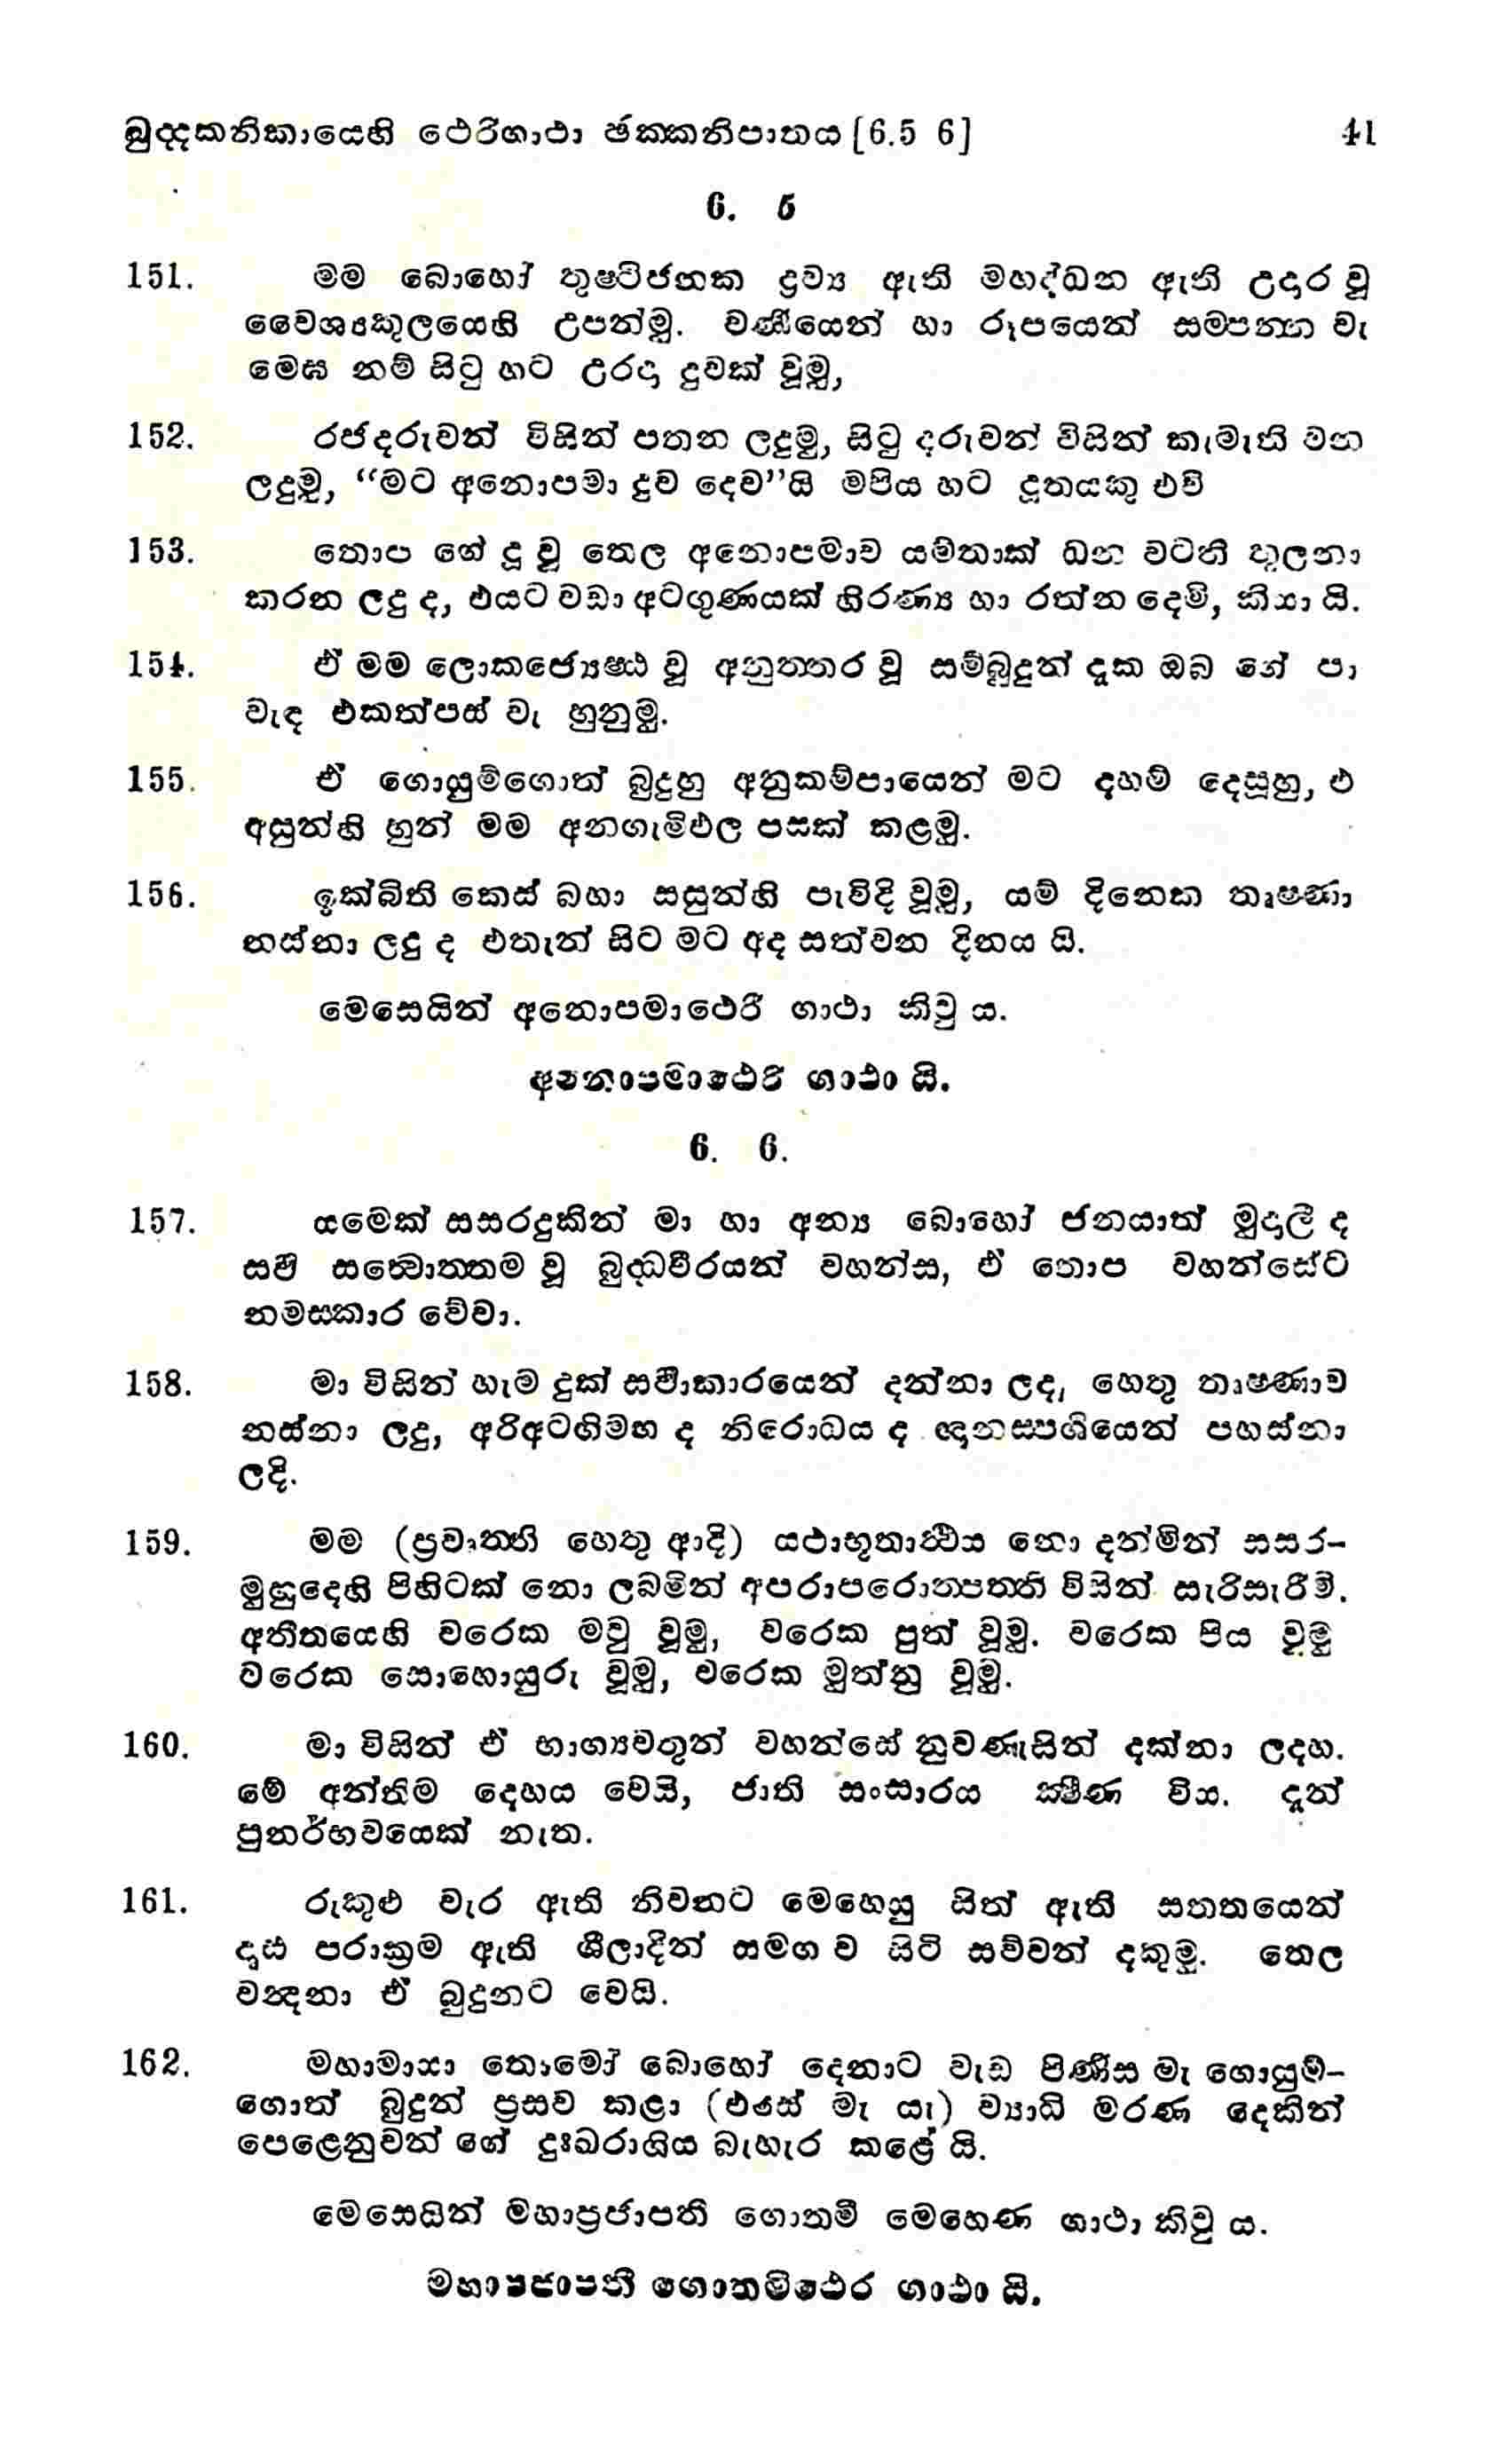 ඛුද්දකනිකායෙහි ථෙරීගාථා ඡක්කනිපාතය [6.5 6] 41
6. 5
151. මම බොහෝ තුෂ්ටිජනක ද්‍රව්‍ය ඇති මහද්ධන ඇති උදාර වූ
වෛශ්‍යකුලයෙහි උපන්මු. වර්ණයෙන් හා රූපයෙන් සම්පන්න වැ
මෙඝ නම් සිටු හට උරදා දුවක් වූමු,
152. රජදරුවන් විසින් පතන ලදුමු, සිටු දරුවන් විසින් කැමැති වන
ලදුමු, “මට අනොපමා දුව දෙව”යි මපිය හට දූතයකු එවී
153. තොප ගේ දූ වූ තෙල අනොපමාව යම්තාක් ධන වටතී තුලනා
කරන ලදු ද, එයට වඩා අටගුණයක් හිරණ්‍ය හා රත්න දෙමි, කියා යි.
154. ඒ මම ලොකජ්‍යෙෂ්ඨ වූ අනුත්තර වූ සම්බුදුන් දැක ඔබ ගේ පා
වැඳ එකත්පස් වැ හුනුමු.
155. ඒ ගොයුම්ගොත් බුදුහු අනුකම්පායෙන් මට දහම් දෙසූහු, එ
අසුන්හි හුන් මම අනගැමිඵල පසක් කළමු.
156. ඉක්බිති කෙස් බහා සසුන්හි පැවිදි වූමු, යම් දිනෙක තෘෂ්ණා
නස්නා ලදු ද එතැන් සිට මට අද සත්වන දිනය යි.
මෙසෙයින් අනොපමාථෙරී ගාථා කිවු ය.
අනොපමාථෙරී ගාථා යි.
6. 6.
157. යමෙක් සසරදුකින් මා හා අන්‍ය බොහෝ ජනයාත් මුදාලී ද
සර්ව සත්ත්වොත්තම වූ බුද්ධවීරයන් වහන්ස, ඒ තොප වහන්සේට
නමස්කාර වේවා.
158. මා විසින් හැම දුක් සර්වාකාරයෙන් දන්නා ලද, හෙතු තෘෂ්ණාව
නස්නා ලදු, අරිඅටගිමඟ ද නිරොධය ද ඥානස්පර්ශයෙන් පහස්නා
ලදි.
159. මම (ප්‍රවෘත්ති හෙතු ආදි) යථාභූතාර්ථය නො දන්මින් සසර-
මුහුදෙහි පිහිටක් නො ලබමින් අපරාපරොත්පත්ති විසින් සැරිසැරීමි.
අතීතයෙහි වරෙක මවු වූමු, වරෙක පුත් වූමු. වරෙක පිය වූමු
වරෙක සොහොයුරු වූමු, වරෙක මුත්නු වූමු.
160. මා විසින් ඒ භාග්‍යවතුන් වහන්සේ නුවණැසින් දක්නා ලදහ.
මේ අන්තිම දෙහය වෙයි, ජාති සංසාරය ක්ෂීණ විය. දැන්
පුනර්භවයෙක් නැත.
161. රුකුළු වැර ඇති නිවනට මෙහෙයු සිත් ඇති සතතයෙන්
දෘඪ පරාක්‍රම ඇති ශීලාදීන් සමග ව සිටි සව්වන් දකුමු. තෙල
වන්දනා ඒ බුදුනට වෙයි.
162. මහාමායා තොමෝ බොහෝ දෙනාට වැඩ පිණිස මැ ගොයුම්-
ගොත් බුදුන් ප්‍රසව කළා (එසේ මැ යෑ) ව්‍යාධි මරණ දෙකින්
පෙළෙනුවන් ගේ දුඃඛරාශිය බැහැර කළේ යි.
මෙසෙයින් මහාප්‍රජාපතී ගොතමී මෙහෙණ ගාථා කිවු ය.
මහාපජාපතී ගොතමිථෙරි ගාථා යි.